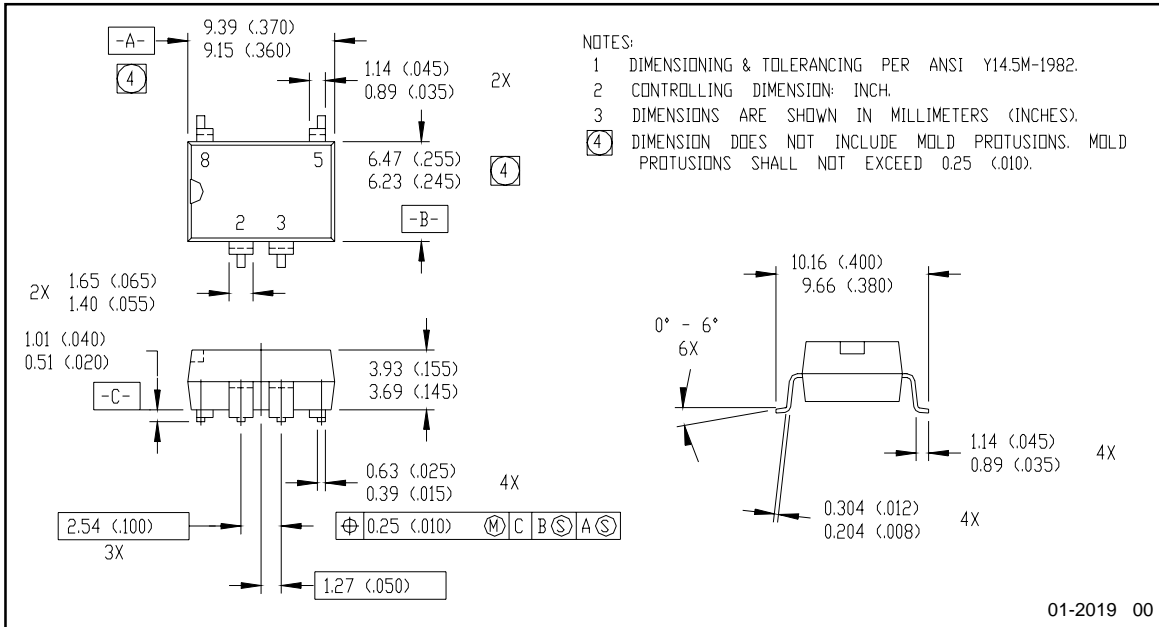 -A-
4
9.39 (.370)
9.15 (.360)
1.14 (.045)
0.89 (.035)
2X
8
5
6.47 (.255)
6.23 (.245)
4
-B-
2 3
2X
1.65 (.065)
1.40 (.055)
1.01 (.040)
0.51 (.020)
-C-
3.93 (.155)
3.69 (.145)
0.63 (.025)
0.39 (.015)
4X
2.54 (.100)
3X
⌖ 0.25 (.010) Ⓜ C B Ⓢ A Ⓢ
1.27 (.050)
NOTES:
1 DIMENSIONING & TOLERANCING PER ANSI Y14.5M-1982.
2 CONTROLLING DIMENSION: INCH.
3 DIMENSIONS ARE SHOWN IN MILLIMETERS (INCHES).
4 DIMENSION DOES NOT INCLUDE MOLD PROTUSIONS. MOLD
PROTUSIONS SHALL NOT EXCEED 0.25 (.010).
10.16 (.400)
9.66 (.380)
0° - 6°
6X
1.14 (.045)
0.89 (.035)
4X
0.304 (.012)
0.204 (.008)
4X
01-2019 00